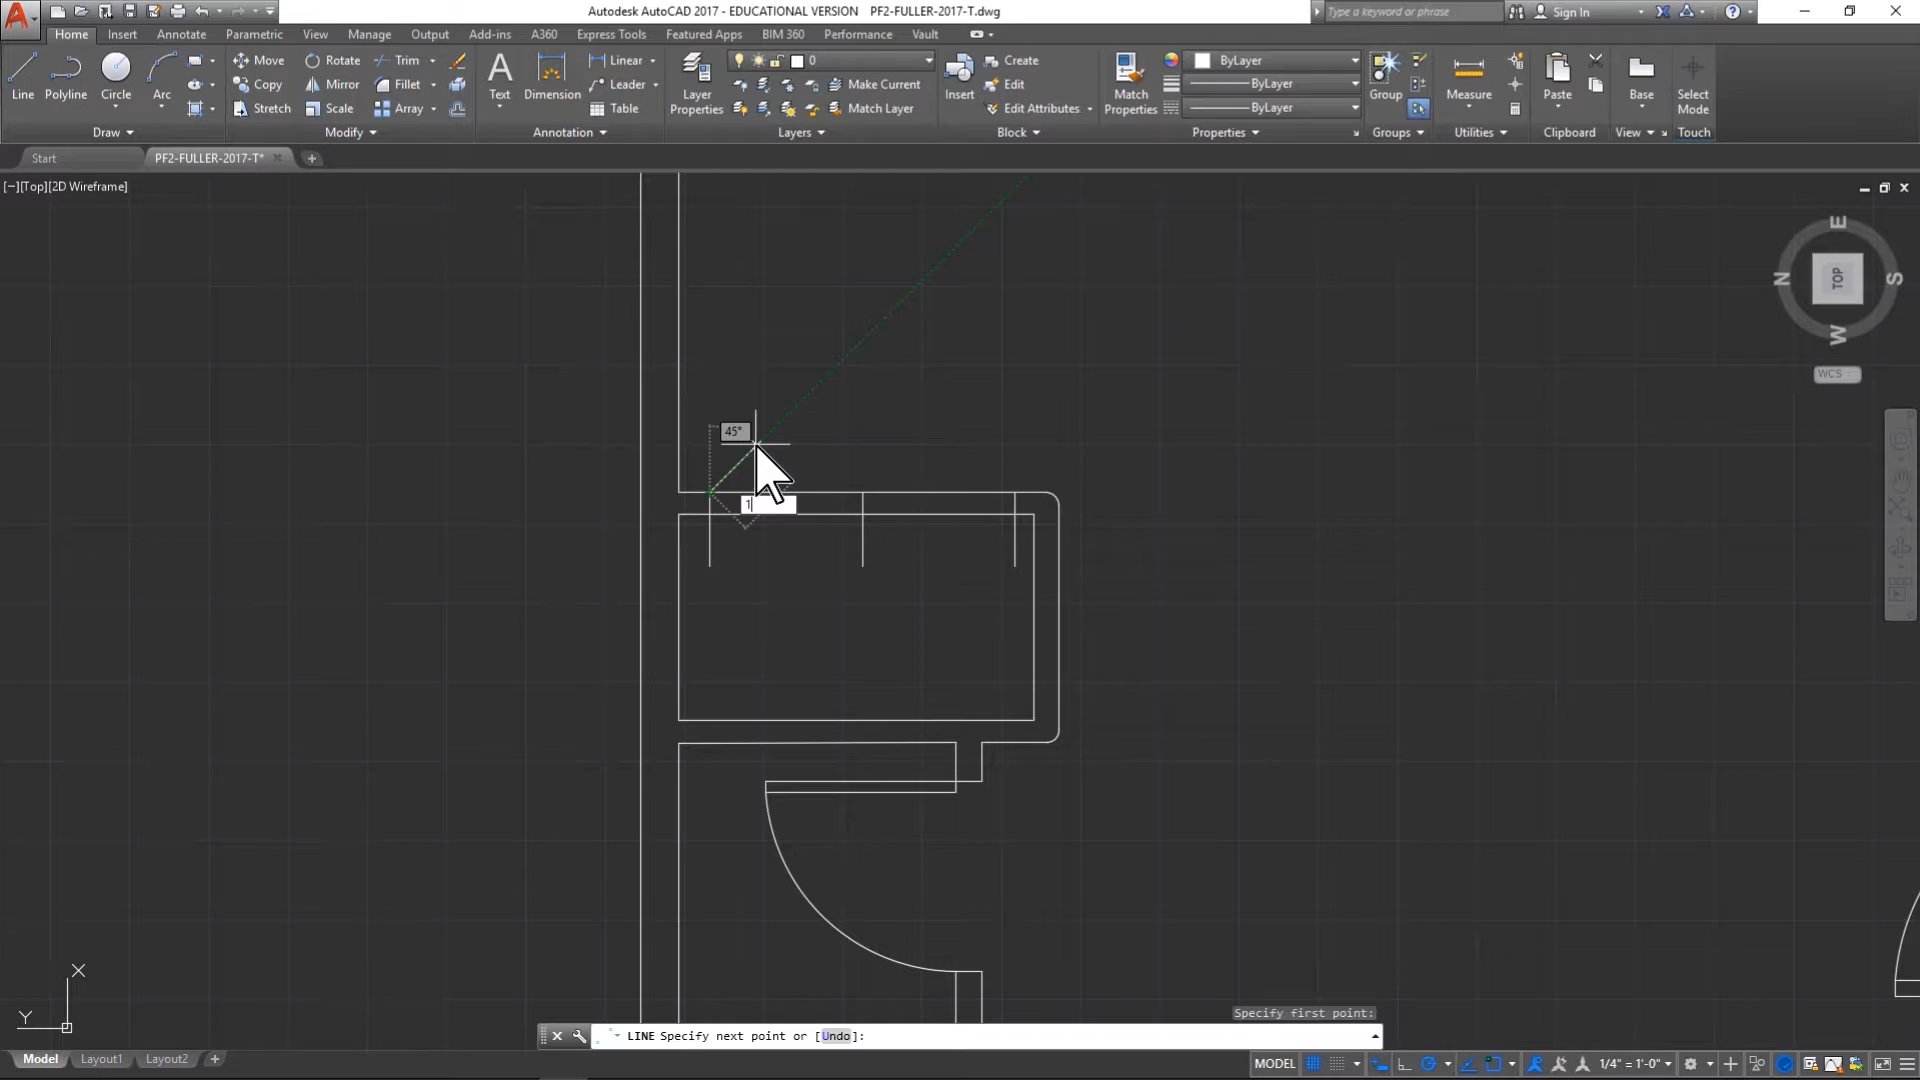 Autodesk AutoCAD 2017 - EDUCATIONAL VERSION PF2-FULLER-2017-T.dwg
Type a keyword or phrase
Sign In
Home Insert Annotate Parametric View Manage Output Add-ins A360 Express Tools Featured Apps BIM 360 Performance Vault
Line Polyline Circle Arc
Move Rotate Trim
Copy Mirror Fillet
Stretch Scale Array
Text Dimension
Linear
Leader
Table
Layer Properties
0
Make Current
Match Layer
Insert
Create
Edit
Edit Attributes
Match Properties
ByLayer
ByLayer
ByLayer
Group
Measure
Paste
Base
Select Mode
Draw Modify Annotation Layers Block Properties Groups Utilities Clipboard View Touch
Start PF2-FULLER-2017-T*
[−][Top][2D Wireframe]
E
N TOP S
W
WCS
45°
1
X
Y
Specify first point:
LINE Specify next point or [Undo]:
Model Layout1 Layout2
MODEL 1/4" = 1'-0"